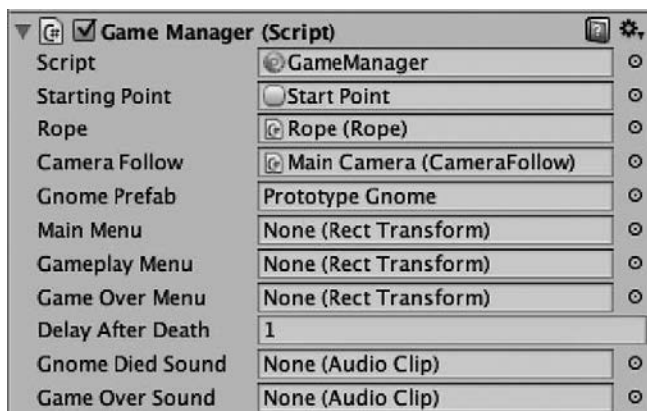 C# Game Manager (Script)
Script GameManager
Starting Point Start Point
Rope C# Rope (Rope)
Camera Follow C# Main Camera (CameraFollow)
Gnome Prefab Prototype Gnome
Main Menu None (Rect Transform)
Gameplay Menu None (Rect Transform)
Game Over Menu None (Rect Transform)
Delay After Death 1
Gnome Died Sound None (Audio Clip)
Game Over Sound None (Audio Clip)